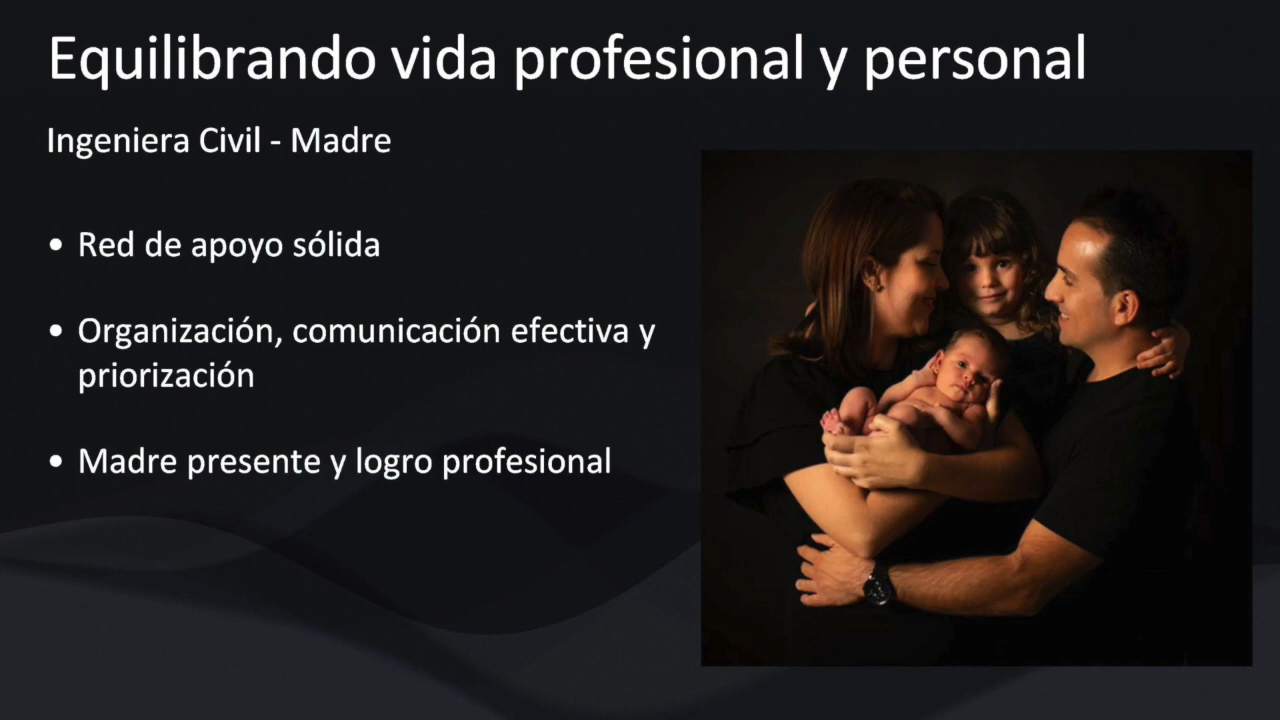 Equilibrando vida profesional y personal
Ingeniera Civil - Madre
• Red de apoyo sólida
• Organización, comunicación efectiva y
priorización
• Madre presente y logro profesional